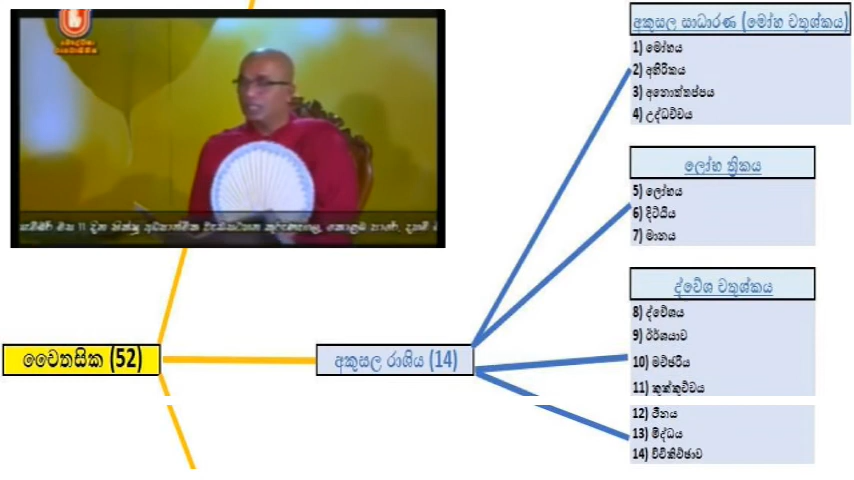 අකුසල සාධාරණ (මෝහ චතුශ්කය)
1) මෝහය
2) අහිරිකය
3) අනොත්තප්පය
4) උද්ධච්චය
ලෝභ ත්‍රිකය
5) ලෝභය
6) දිට්ඨිය
7) මානය
ද්වේශ චතුශ්කය
8) ද්වේශය
9) ඊර්ශයාව
10) මච්ඡරිය
11) කුක්කුච්චය
12) ථිනය
13) මිද්ධය
14) විචිකිච්ඡාව
චෛතසික (52)
අකුසල රාශිය (14)